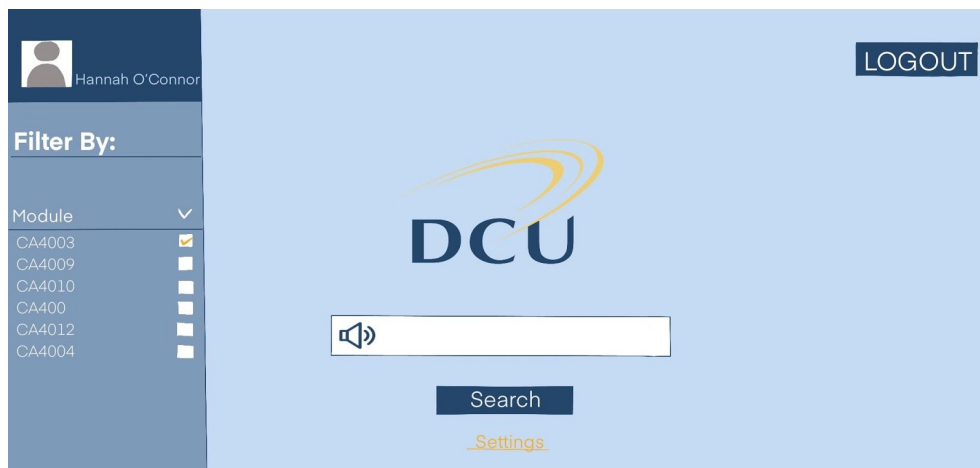 Hannah O'Connor
LOGOUT
Filter By:
Module
CA4003
CA4009
CA4010
CA400
CA4012
CA4004
DCU
Search
Settings